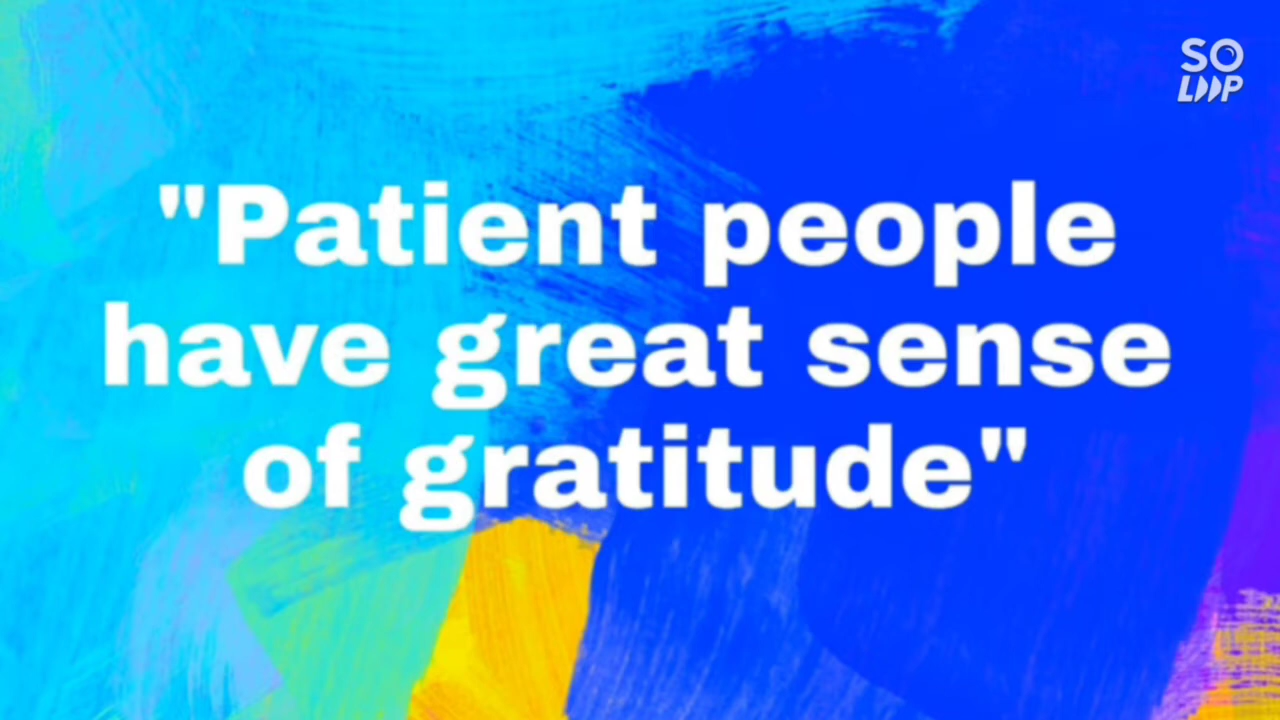 "Patient people
have great sense
of gratitude"
SO
LOOP